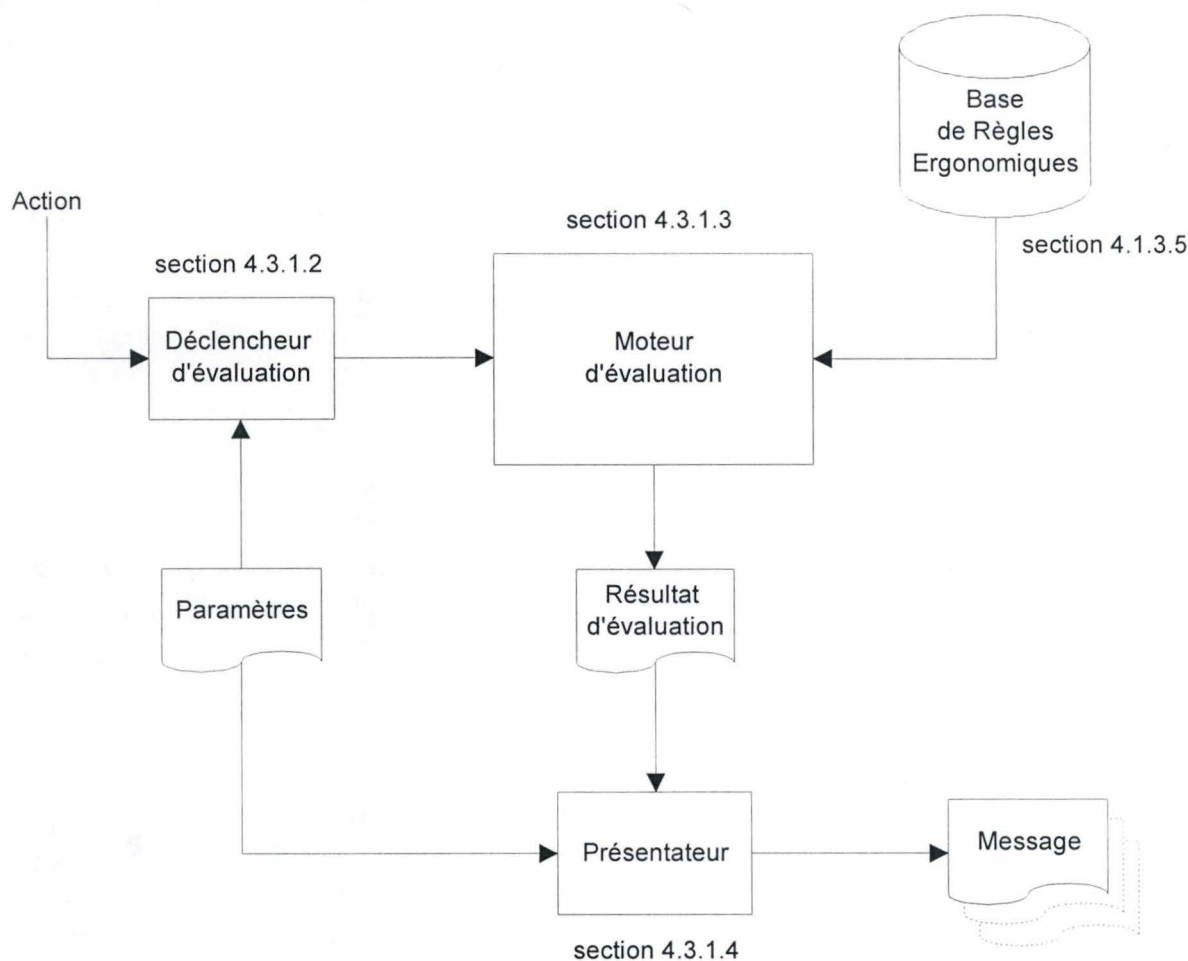 Base
de Règles
Ergonomiques
Action
section 4.3.1.3
section 4.1.3.5
section 4.3.1.2
Déclencheur
d'évaluation
Moteur
d'évaluation
Paramètres
Résultat
d'évaluation
Présentateur
Message
section 4.3.1.4